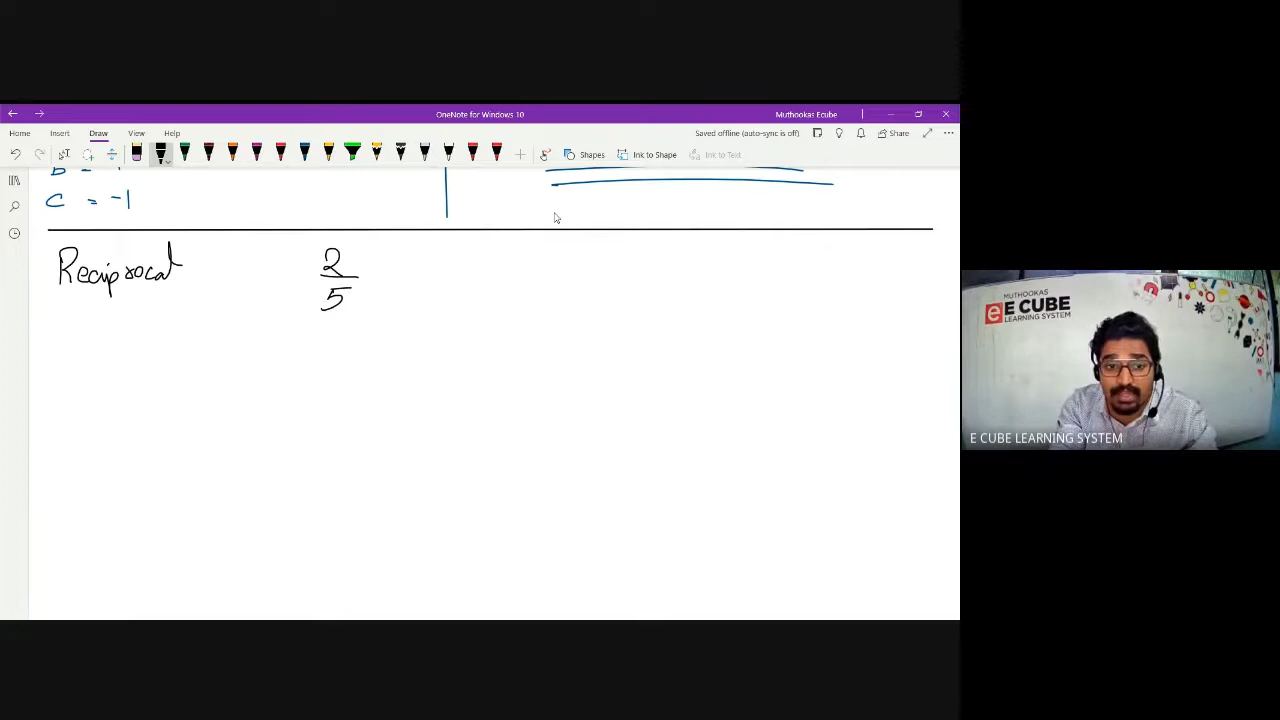 OneNote for Windows 10
Muthookas Ecube
Home Insert Draw View Help
Saved offline (auto-sync is off)
Share
Shapes
Ink to Shape
Ink to Text
c = -1
Reciprocal
2
5
MUTHOOKAS
e E CUBE
LEARNING SYSTEM
E CUBE LEARNING SYSTEM